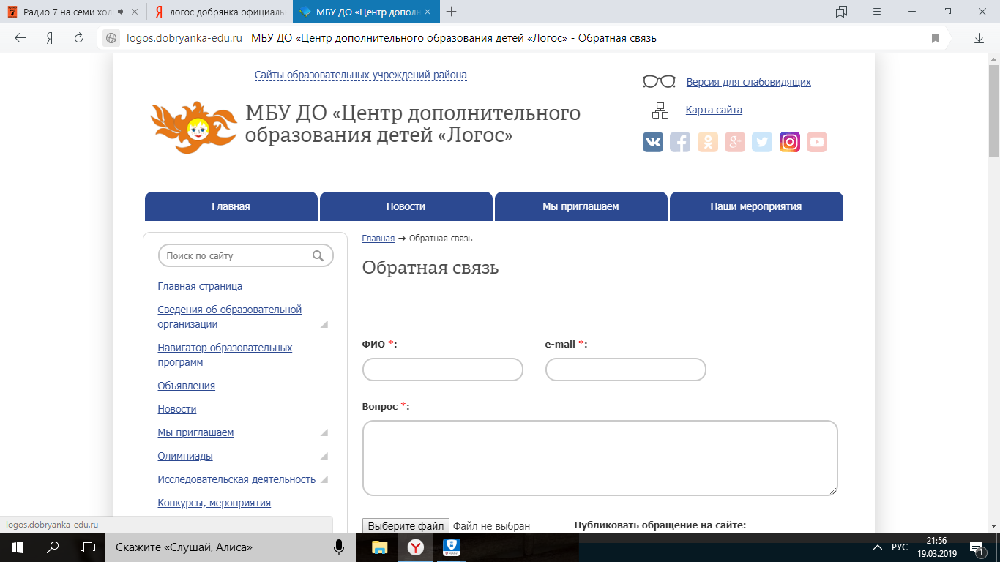 Радио 7 на семи хол
логос добрянка официаль
МБУ ДО «Центр дополн
logos.dobryanka-edu.ru МБУ ДО «Центр дополнительного образования детей «Логос» - Обратная связь
Сайты образовательных учреждений района
Версия для слабовидящих
Карта сайта
МБУ ДО «Центр дополнительного
образования детей «Логос»
Главная
Новости
Мы приглашаем
Наши мероприятия
Поиск по сайту
Главная страница
Сведения об образовательной
организации
Навигатор образовательных
программ
Объявления
Новости
Мы приглашаем
Олимпиады
Исследовательская деятельность
Конкурсы, мероприятия
Главная → Обратная связь
Обратная связь
ФИО *:
e-mail *:
Вопрос *:
Выберите файл Файл не выбран
Публиковать обращение на сайте:
logos.dobryanka-edu.ru
Скажите «Слушай, Алиса»
РУС
21:56
19.03.2019
1